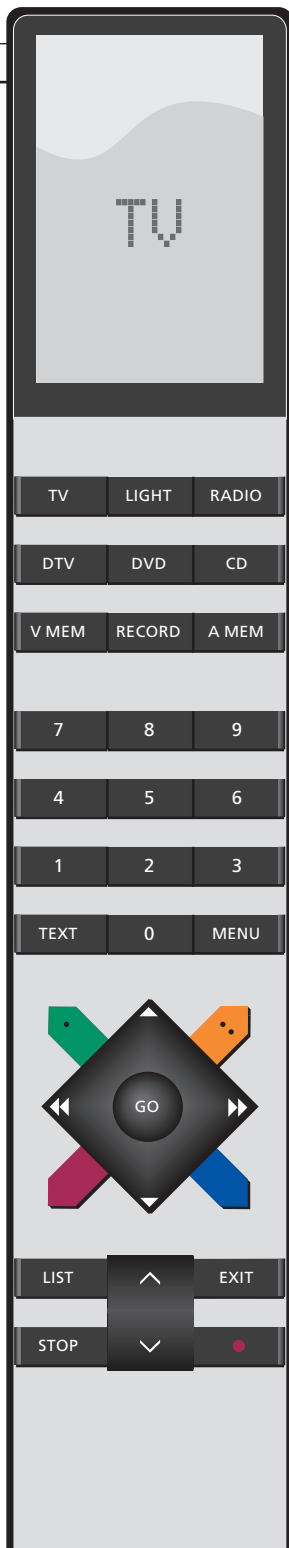 TV
TV LIGHT RADIO
DTV DVD CD
V MEM RECORD A MEM
7 8 9
4 5 6
1 2 3
TEXT 0 MENU
GO
LIST EXIT
STOP